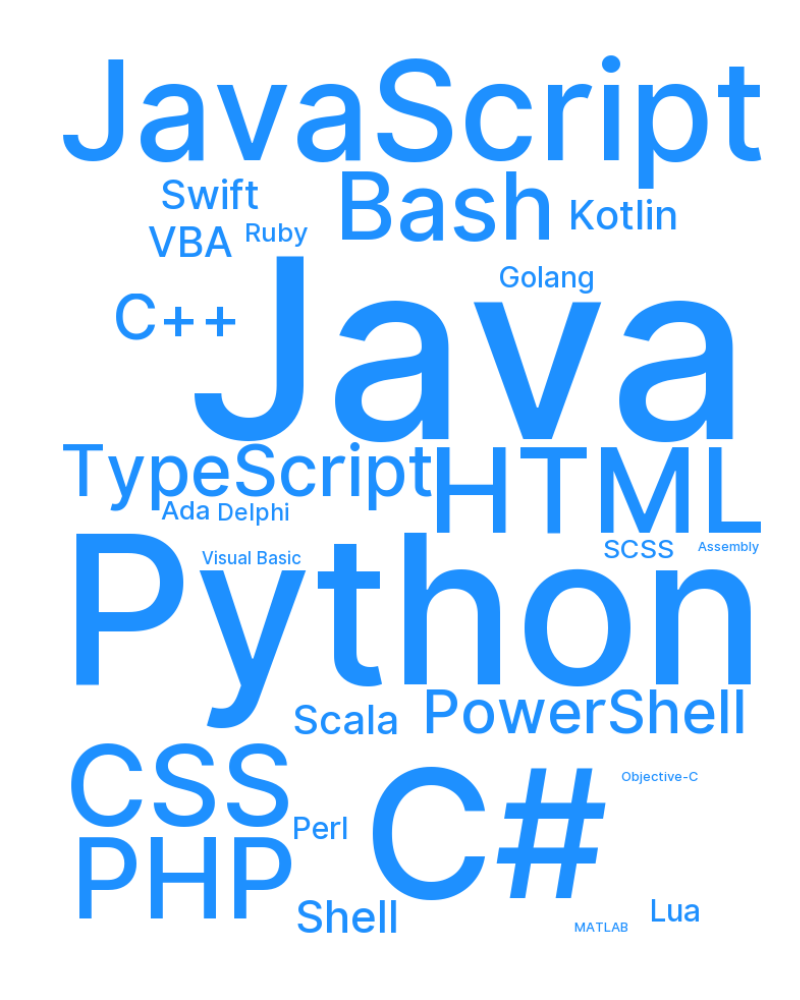 JavaScript
Swift
Bash
Kotlin
VBA
Ruby
Golang
C++
Java
TypeScript
HTML
Ada
Delphi
Visual Basic
SCSS
Assembly
Python
Scala
PowerShell
CSS
Objective-C
Perl
C#
PHP
Shell
Lua
MATLAB